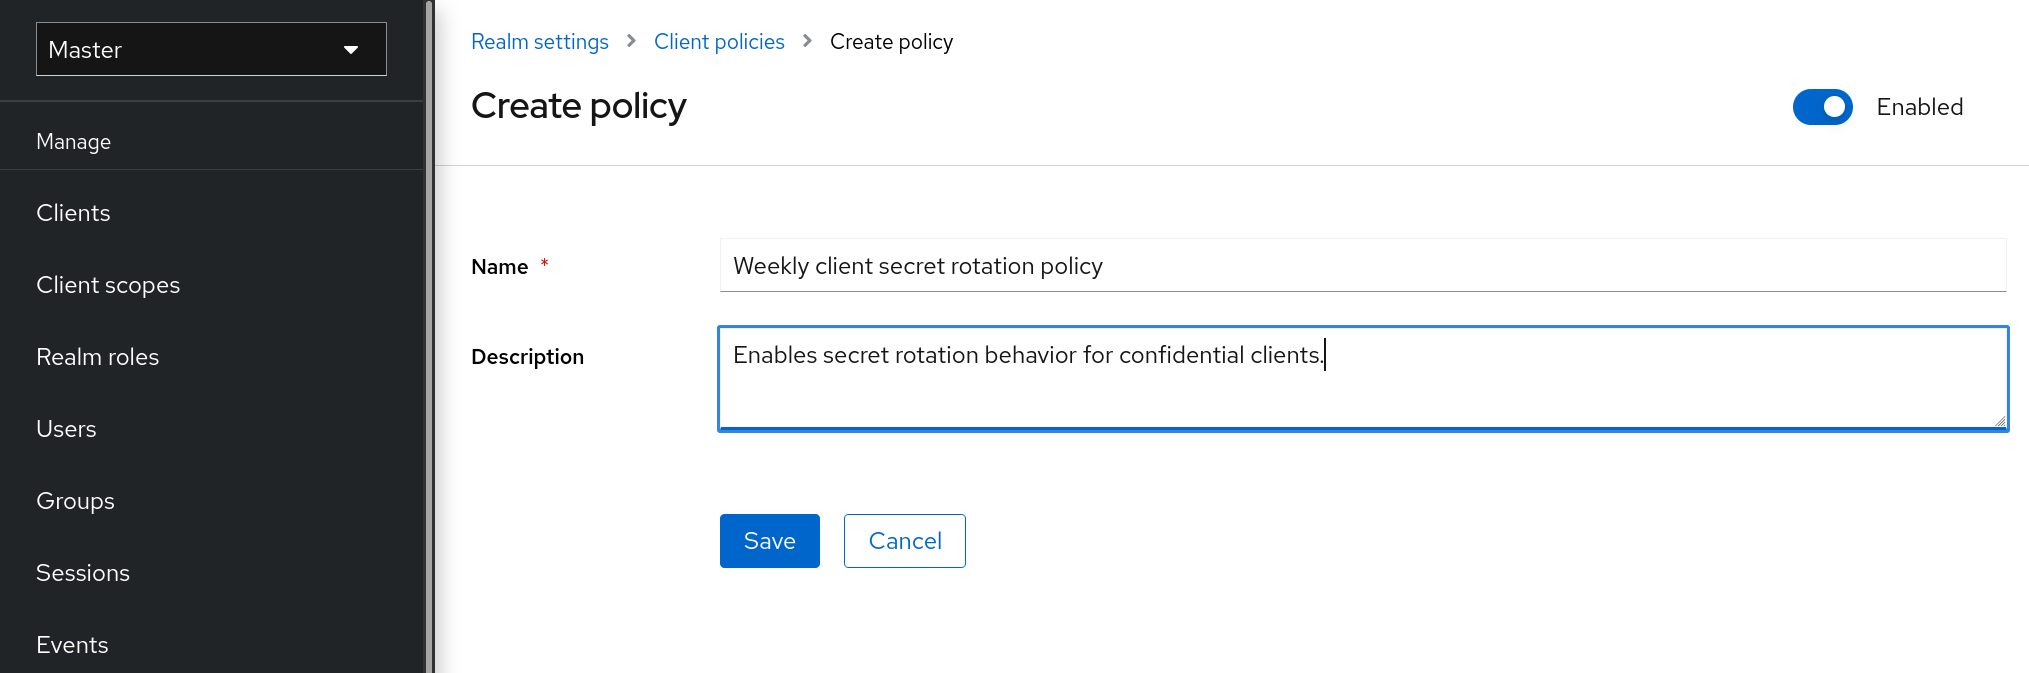 Master
Manage
Clients
Client scopes
Realm roles
Users
Groups
Sessions
Events
Realm settings > Client policies > Create policy
Create policy
Enabled
Name *
Weekly client secret rotation policy
Description
Enables secret rotation behavior for confidential clients.
Save
Cancel